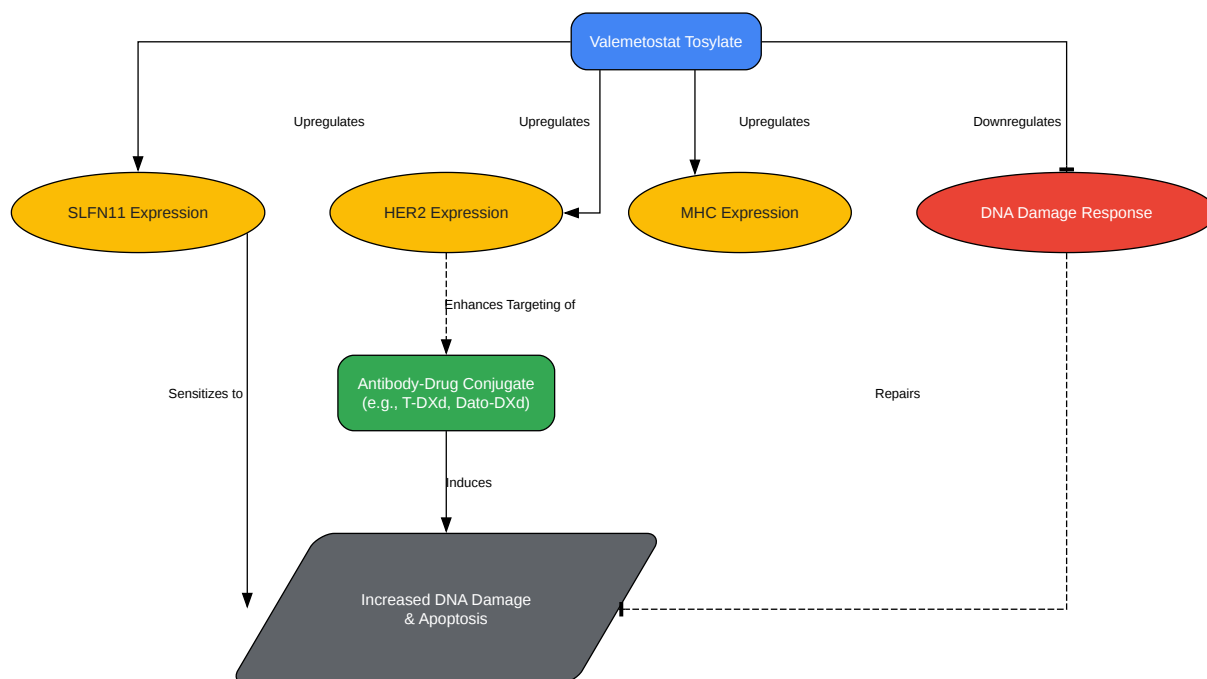 Valemetostat Tosylate
Upregulates
Upregulates
Upregulates
Downregulates
SLFN11 Expression
HER2 Expression
MHC Expression
DNA Damage Response
Enhances Targeting of
Antibody-Drug Conjugate
(e.g., T-DXd, Dato-DXd)
Sensitizes to
Repairs
Induces
Increased DNA Damage
& Apoptosis